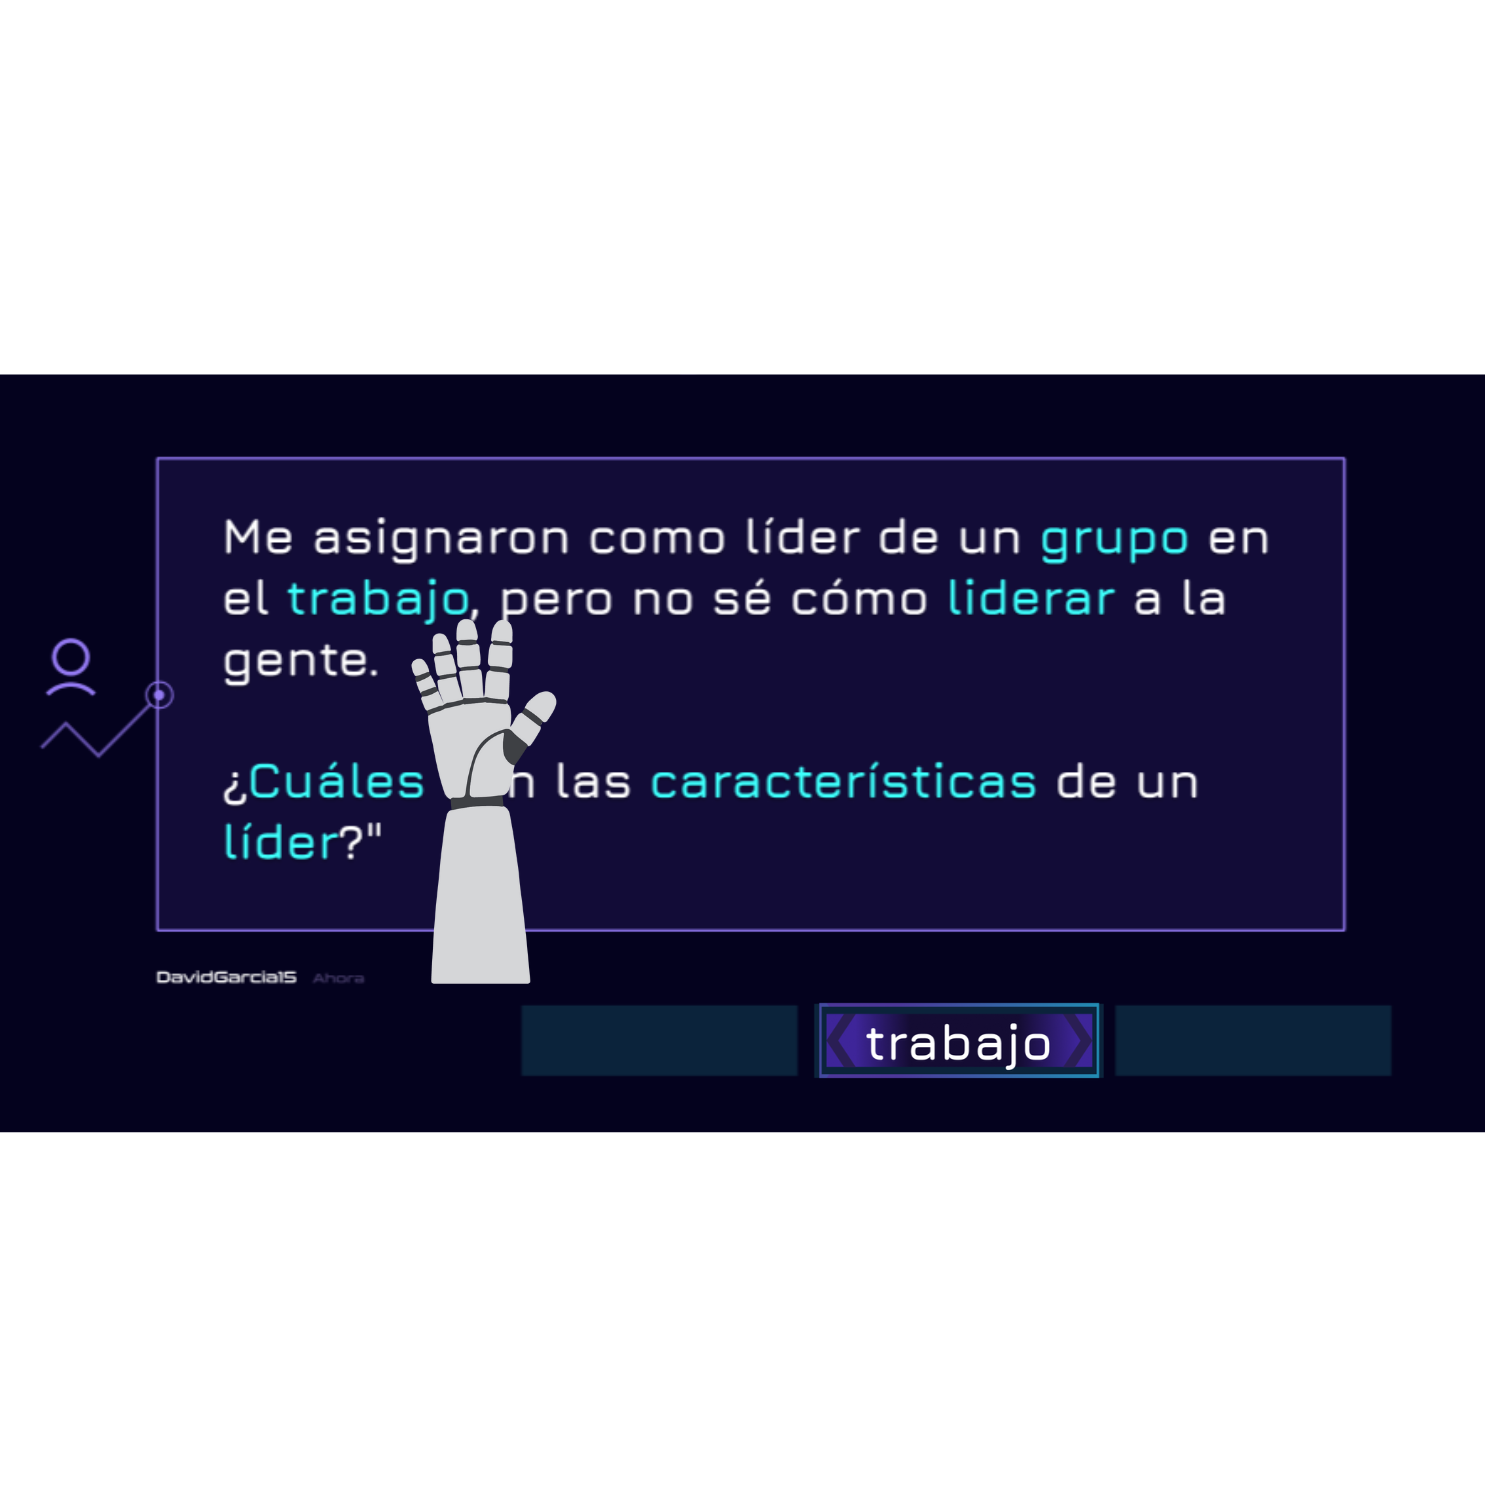 Me asignaron como líder de un grupo en
el trabajo, pero no sé cómo liderar a la
gente.
¿Cuáles las características de un
líder?"
DavidGarcia15 Ahora
trabajo